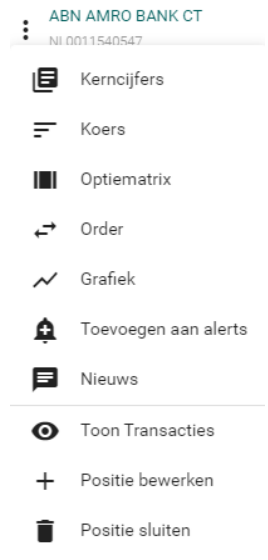 ABN AMRO BANK CT
NL0011540547
Kerncijfers
Koers
Optiematrix
Order
Grafiek
Toevoegen aan alerts
Nieuws
Toon Transacties
Positie bewerken
Positie sluiten